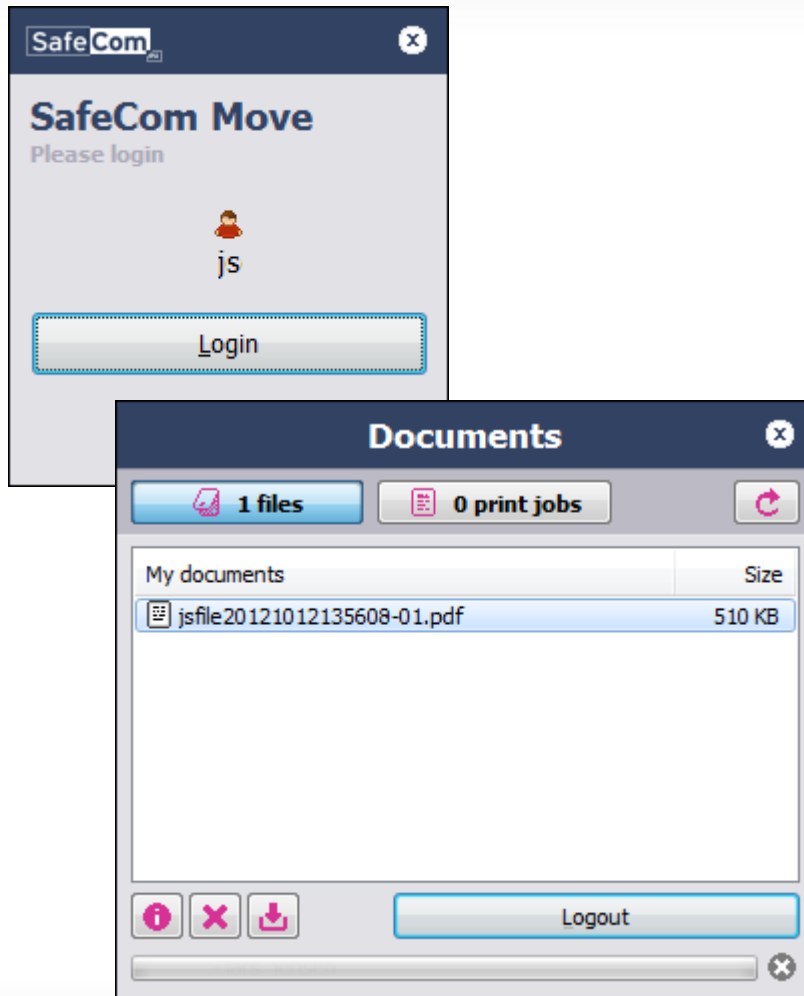 SafeCom
SafeCom Move
Please login
js
Login
Documents
1 files 0 print jobs
My documents Size
jsfile20121012135608-01.pdf 510 KB
Logout